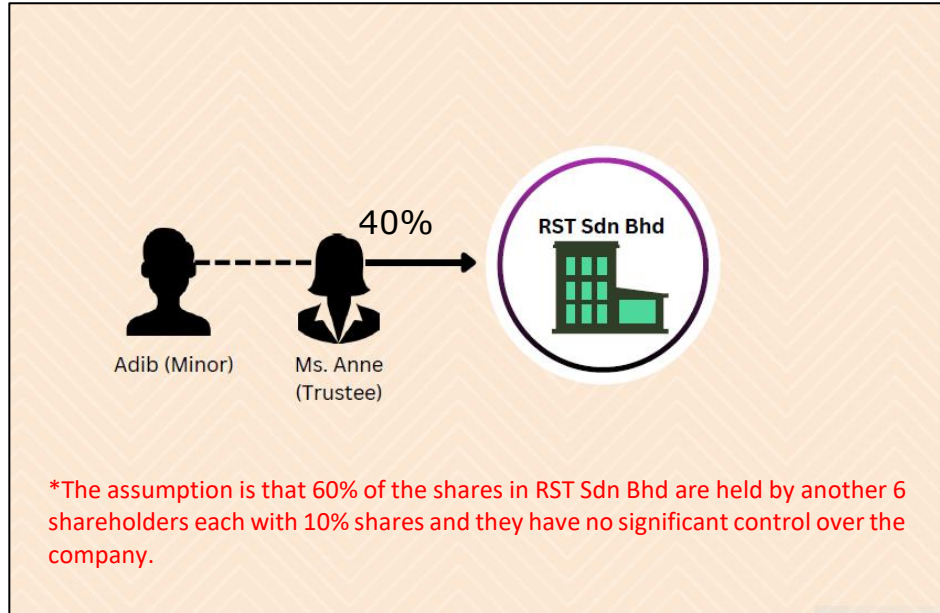 40%
RST Sdn Bhd
Adib (Minor)
Ms. Anne
(Trustee)
*The assumption is that 60% of the shares in RST Sdn Bhd are held by another 6
shareholders each with 10% shares and they have no significant control over the
company.